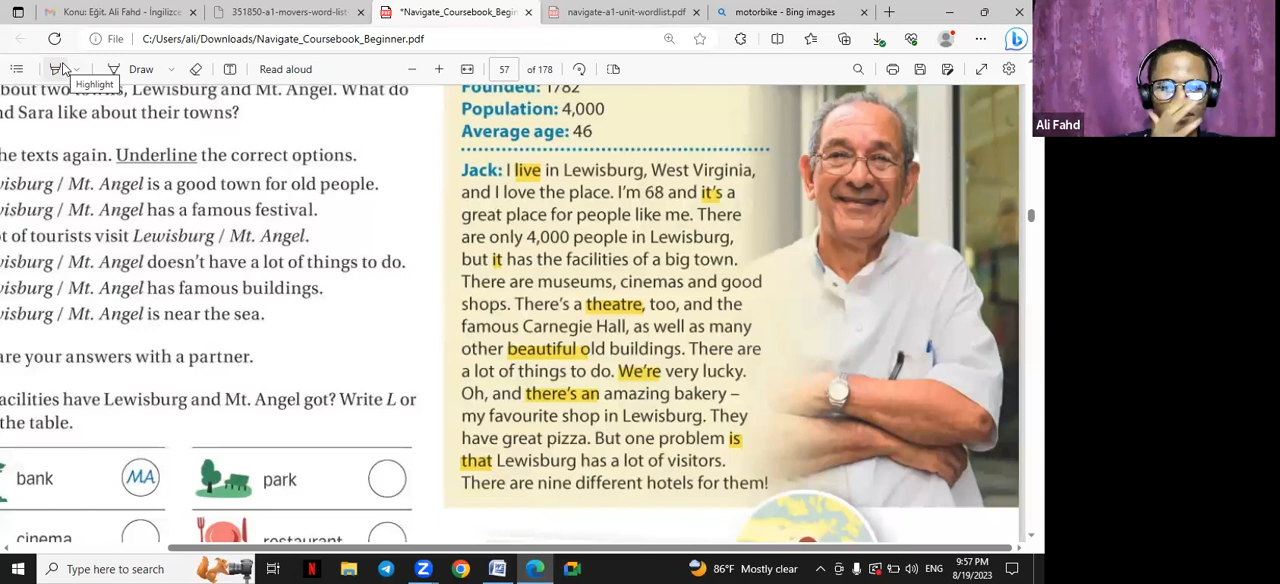 Konu: Eğit. Ali Fahd - İngilizce
351850-a1-movers-word-list
*Navigate_Coursebook_Begin
navigate-a1-unit-wordlist.pdf
motorbike - Bing images
File C:/Users/ali/Downloads/Navigate_Coursebook_Beginner.pdf
Draw
Read aloud
57 of 178
Highlight
bout two towns, Lewisburg and Mt. Angel. What do
nd Sara like about their towns?
he texts again. Underline the correct options.
wisburg / Mt. Angel is a good town for old people.
wisburg / Mt. Angel has a famous festival.
ot of tourists visit Lewisburg / Mt. Angel.
wisburg / Mt. Angel doesn't have a lot of things to do.
wisburg / Mt. Angel has famous buildings.
wisburg / Mt. Angel is near the sea.
are your answers with a partner.
acilities have Lewisburg and Mt. Angel got? Write L or
the table.
bank
MA
park
cinema
restaurant
Founded: 1782
Population: 4,000
Average age: 46
Jack: I live in Lewisburg, West Virginia,
and I love the place. I'm 68 and it's a
great place for people like me. There
are only 4,000 people in Lewisburg,
but it has the facilities of a big town.
There are museums, cinemas and good
shops. There's a theatre, too, and the
famous Carnegie Hall, as well as many
other beautiful old buildings. There are
a lot of things to do. We're very lucky.
Oh, and there's an amazing bakery –
my favourite shop in Lewisburg. They
have great pizza. But one problem is
that Lewisburg has a lot of visitors.
There are nine different hotels for them!
Ali Fahd
Type here to search
86°F Mostly clear
ENG
9:57 PM
8/19/2023